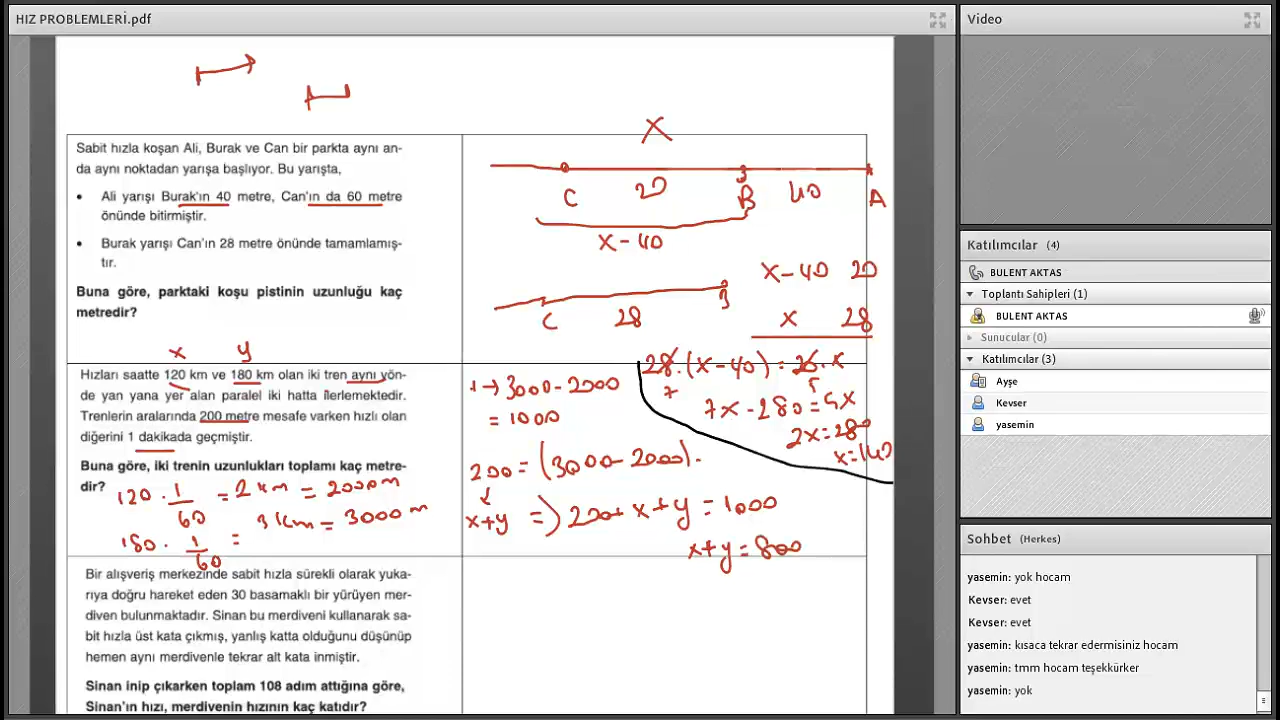 HIZ PROBLEMLERİ.pdf
Sabit hızla koşan Ali, Burak ve Can bir parkta aynı an-
da aynı noktadan yarışa başlıyor. Bu yarışta,
• Ali yarışı Burak'ın 40 metre, Can'ın da 60 metre
önünde bitirmiştir.
• Burak yarışı Can'ın 28 metre önünde tamamlamış-
tır.
Buna göre, parktaki koşu pistinin uzunluğu kaç
metredir?
X
20
40
C
B
A
x-40
C
28
B
x-40 20
x 28
28.(x-40)=20.x
7
5
7x-280=5x
2x=280
x=140
x y
Hızları saatte 120 km ve 180 km olan iki tren aynı yön-
de yan yana yer alan paralel iki hatta ilerlemektedir.
Trenlerin aralarında 200 metre mesafe varken hızlı olan
diğerini 1 dakikada geçmiştir.
Buna göre, iki trenin uzunlukları toplamı kaç metre-
dir?
120 . 1/60 = 2 km = 2000 m
180 . 1/60 = 3 km = 3000 m
1 → 3000-2000
= 1000
200 = (3000-2000).
x+y ⇒ 200+x+y = 1000
x+y = 800
Bir alışveriş merkezinde sabit hızla sürekli olarak yuka-
rıya doğru hareket eden 30 basamaklı bir yürüyen mer-
diven bulunmaktadır. Sinan bu merdiveni kullanarak sa-
bit hızla üst kata çıkmış, yanlış katta olduğunu düşünüp
hemen aynı merdivenle tekrar alt kata inmiştir.
Sinan inip çıkarken toplam 108 adım attığına göre,
Sinan'ın hızı, merdivenin hızının kaç katıdır?
Video
Katılımcılar (4)
BULENT AKTAS
Toplantı Sahipleri (1)
BULENT AKTAS
Sunucular (0)
Katılımcılar (3)
Ayşe
Kevser
yasemin
Sohbet (Herkes)
yasemin: yok hocam
Kevser: evet
Kevser: evet
yasemin: kısaca tekrar edermisiniz hocam
yasemin: tmm hocam teşekkürker
yasemin: yok